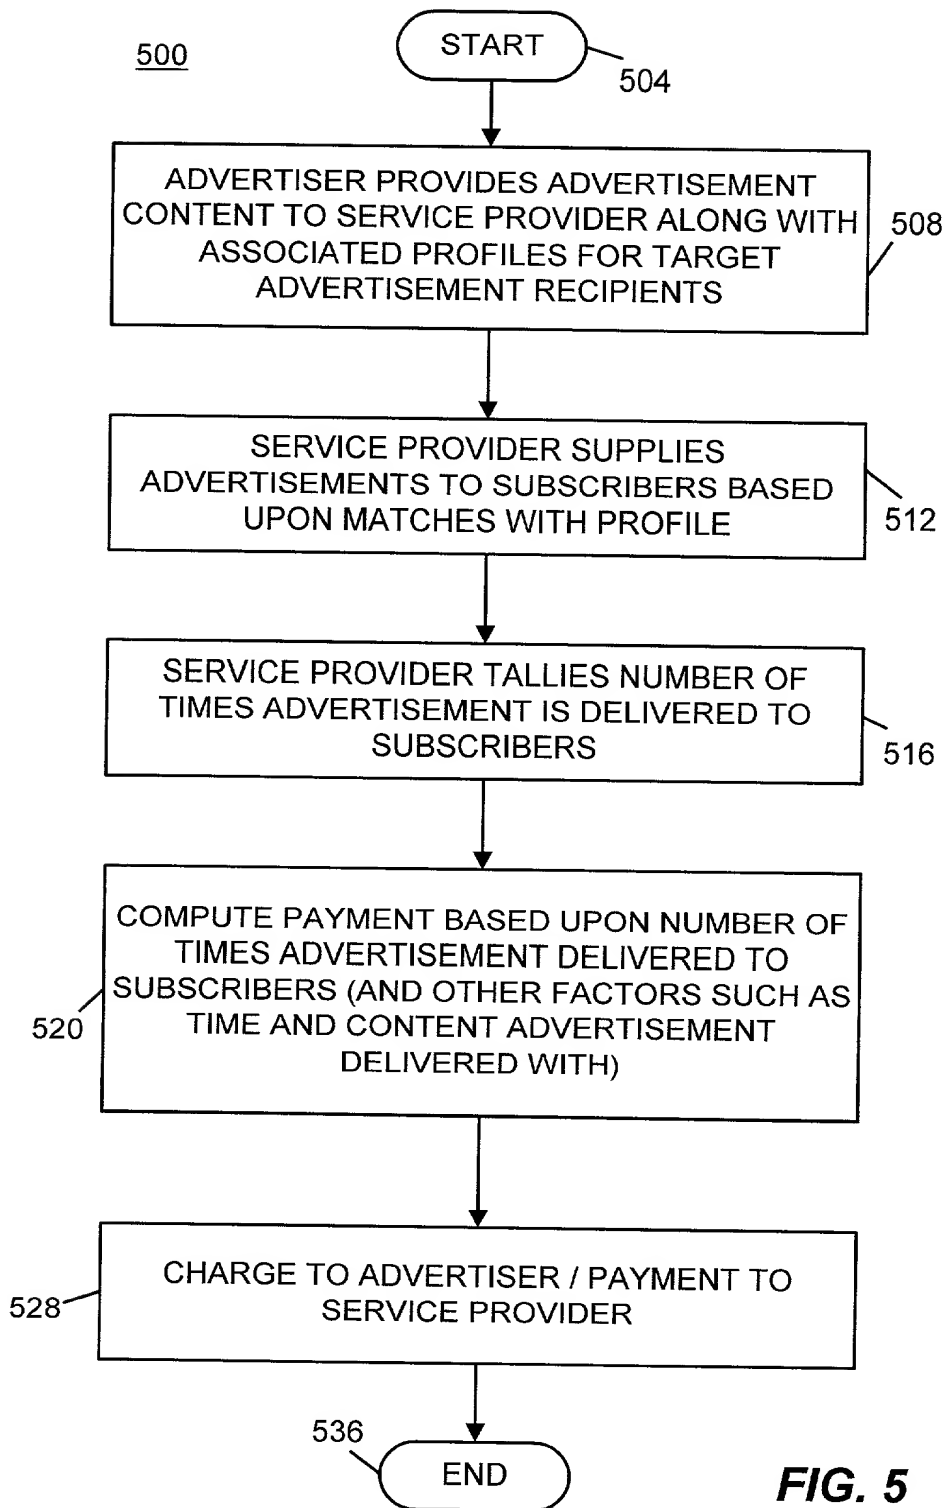 500
START
504
ADVERTISER PROVIDES ADVERTISEMENT
CONTENT TO SERVICE PROVIDER ALONG WITH
ASSOCIATED PROFILES FOR TARGET
ADVERTISEMENT RECIPIENTS
508
SERVICE PROVIDER SUPPLIES
ADVERTISEMENTS TO SUBSCRIBERS BASED
UPON MATCHES WITH PROFILE
512
SERVICE PROVIDER TALLIES NUMBER OF
TIMES ADVERTISEMENT IS DELIVERED TO
SUBSCRIBERS
516
COMPUTE PAYMENT BASED UPON NUMBER OF
TIMES ADVERTISEMENT DELIVERED TO
SUBSCRIBERS (AND OTHER FACTORS SUCH AS
TIME AND CONTENT ADVERTISEMENT
DELIVERED WITH)
520
CHARGE TO ADVERTISER / PAYMENT TO
SERVICE PROVIDER
528
536
END
FIG. 5